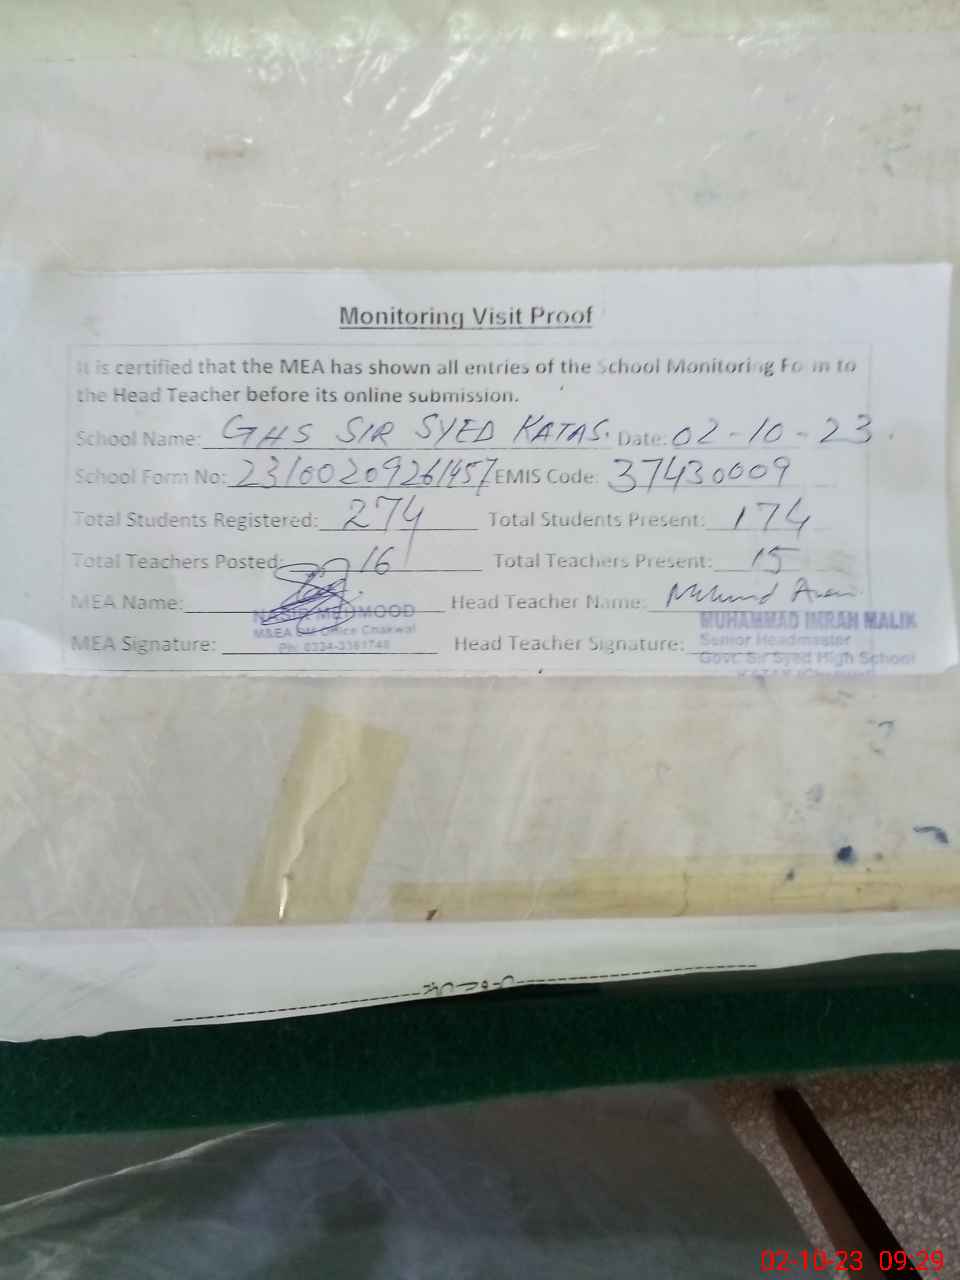 Monitoring Visit Proof
It is certified that the MEA has shown all entries of the School Monitoring Form to
the Head Teacher before its online submission.
School Name: GHS SIR SYED KATAS. Date: 02-10-23.
School Form No: 23100209261457 EMIS Code: 37430009
Total Students Registered: 274 Total Students Present: 174
Total Teachers Posted: 16 Total Teachers Present: 15
MEA Name: Head Teacher Name:
MEHMOOD
M&EA Office Chakwal
MUHAMMAD IMRAN MALIK
Senior Headmaster
Govt. Sir Syed High School
MEA Signature: Head Teacher Signature:
02-10-23 09:29